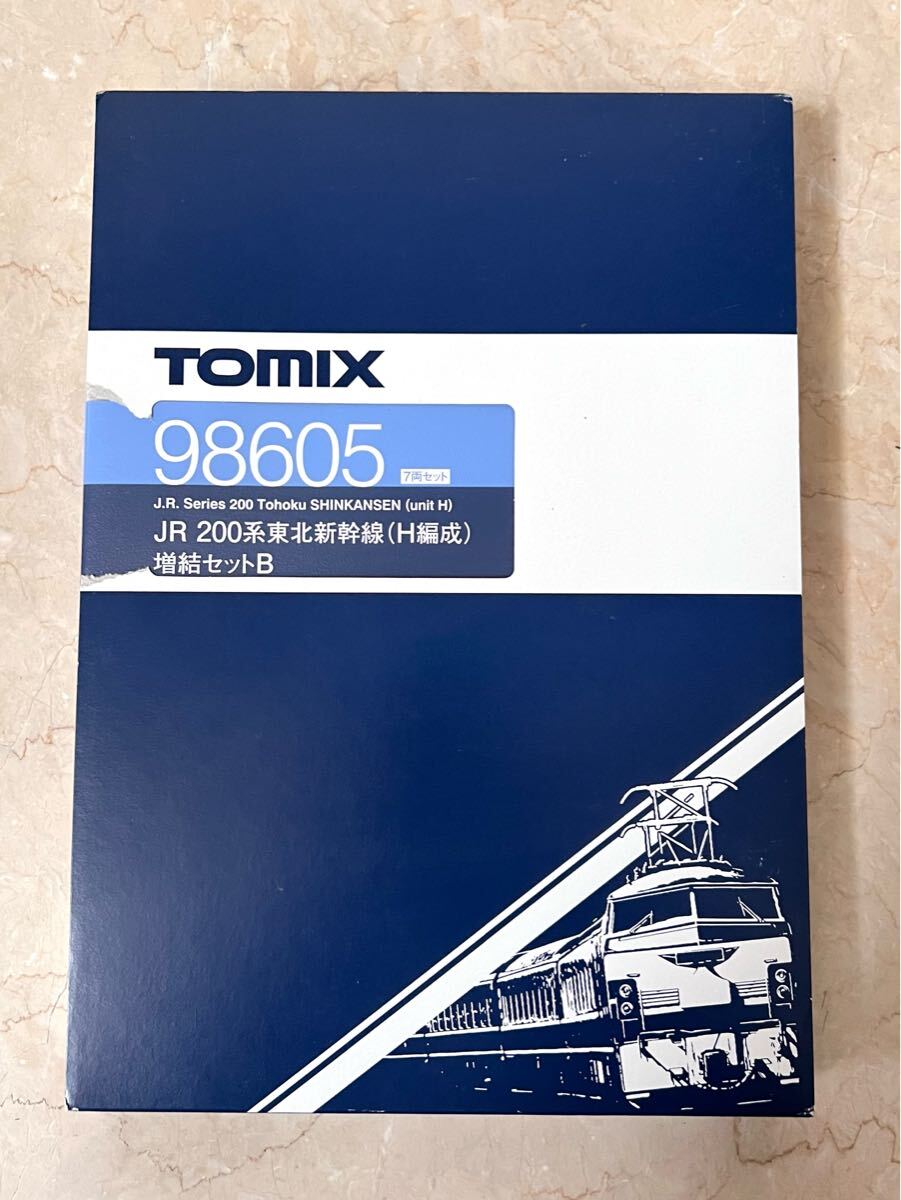 TOMIX
98605 7両セット
J.R. Series 200 Tohoku SHINKANSEN (unit H)
JR 200系東北新幹線(H編成)
増結セットB